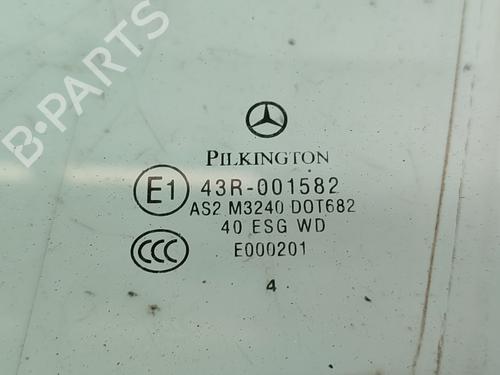 B-PARTS
PILKINGTON
E1 43R-001582
AS2 M3240 DOT682
40 ESG WD
CCC E000201
4